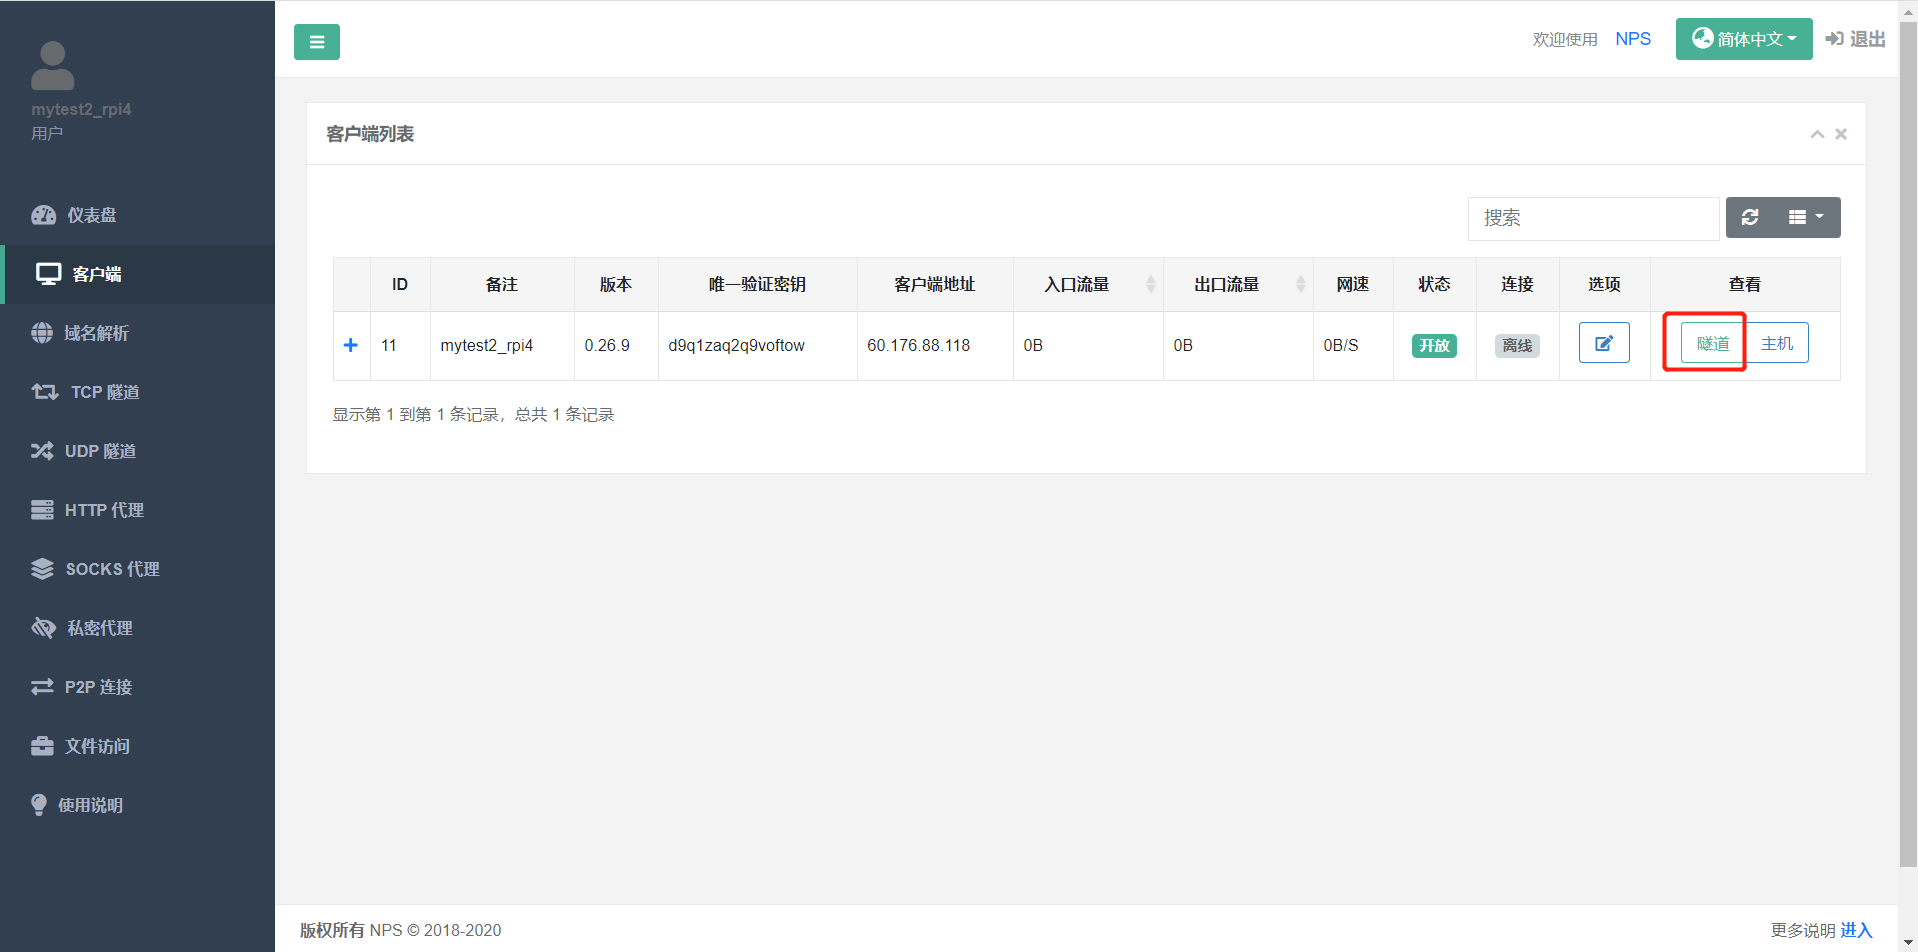 mytest2_rpi4
用户
仪表盘
客户端
域名解析
TCP 隧道
UDP 隧道
HTTP 代理
SOCKS 代理
私密代理
P2P 连接
文件访问
使用说明
欢迎使用 NPS 简体中文 退出
客户端列表
搜索
ID 备注 版本 唯一验证密钥 客户端地址 入口流量 出口流量 网速 状态 连接 选项 查看
11 mytest2_rpi4 0.26.9 d9q1zaq2q9voftow 60.176.88.118 0B 0B 0B/S 开放 离线 隧道 主机
显示第 1 到第 1 条记录，总共 1 条记录
版权所有 NPS © 2018-2020 更多说明 进入